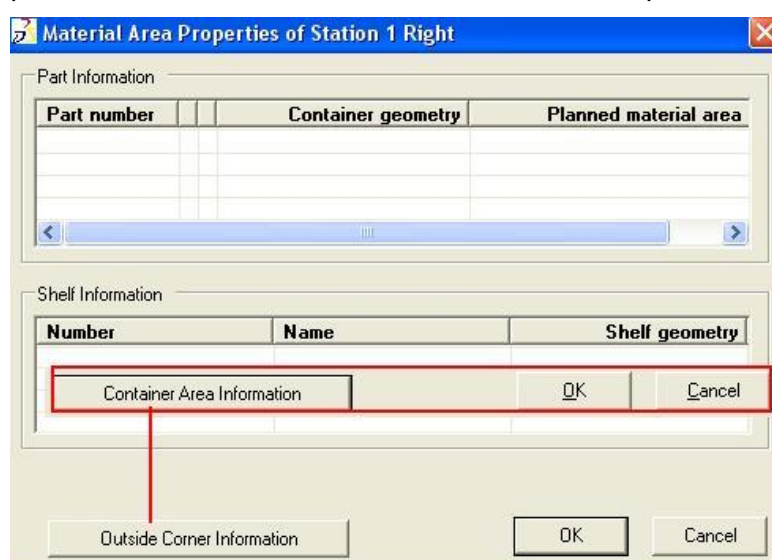 Material Area Properties of Station 1 Right
Part Information
Part number Container geometry Planned material area
Shelf Information
Number Name Shelf geometry
Container Area Information OK Cancel
Outside Corner Information OK Cancel